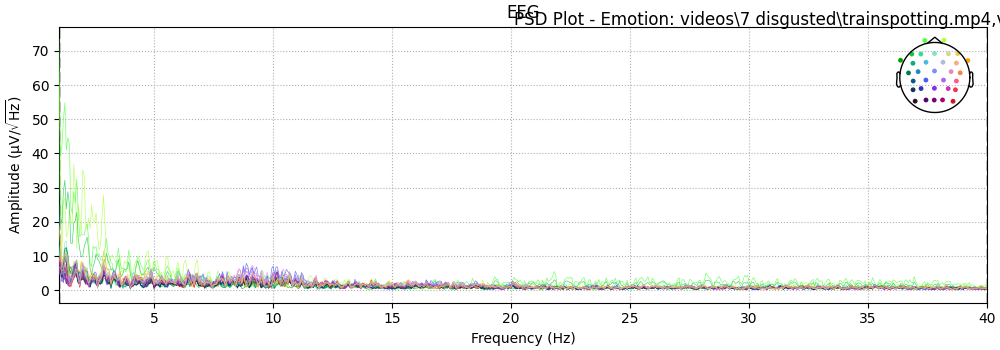 EEG
PSD Plot - Emotion: videos\7 disgusted\trainspotting.mp4,v
70
60
50
40
30
20
10
0
Amplitude (µV/√Hz)
5 10 15 20 25 30 35 40
Frequency (Hz)